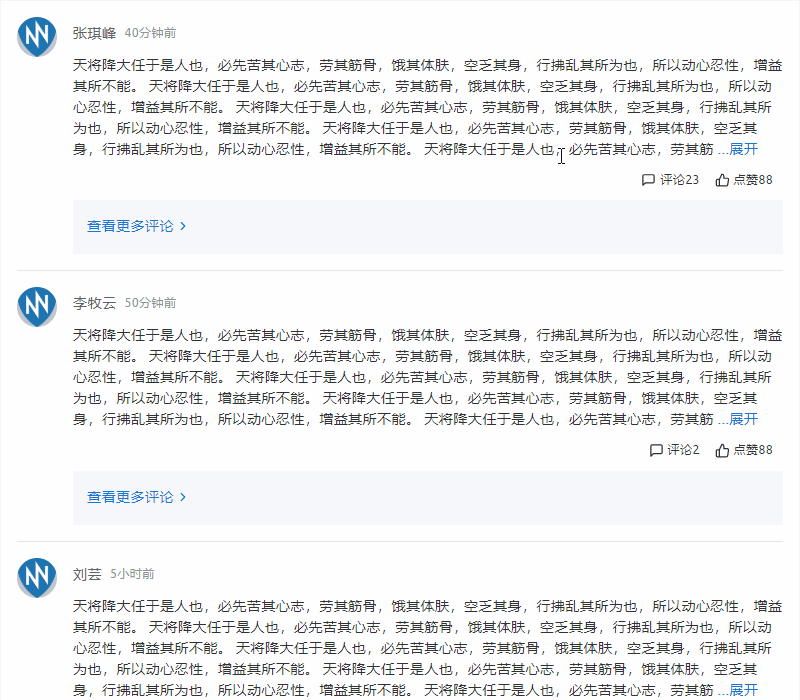 张琪峰 40分钟前
天将降大任于是人也，必先苦其心志，劳其筋骨，饿其体肤，空乏其身，行拂乱其所为也，所以动心忍性，增益
其所不能。 天将降大任于是人也，必先苦其心志，劳其筋骨，饿其体肤，空乏其身，行拂乱其所为也，所以动
心忍性，增益其所不能。 天将降大任于是人也，必先苦其心志，劳其筋骨，饿其体肤，空乏其身，行拂乱其所
为也，所以动心忍性，增益其所不能。 天将降大任于是人也，必先苦其心志，劳其筋骨，饿其体肤，空乏其
身，行拂乱其所为也，所以动心忍性，增益其所不能。 天将降大任于是人也，必先苦其心志，劳其筋 ...展开
评论23 点赞88
查看更多评论
李牧云 50分钟前
天将降大任于是人也，必先苦其心志，劳其筋骨，饿其体肤，空乏其身，行拂乱其所为也，所以动心忍性，增益
其所不能。 天将降大任于是人也，必先苦其心志，劳其筋骨，饿其体肤，空乏其身，行拂乱其所为也，所以动
心忍性，增益其所不能。 天将降大任于是人也，必先苦其心志，劳其筋骨，饿其体肤，空乏其身，行拂乱其所
为也，所以动心忍性，增益其所不能。 天将降大任于是人也，必先苦其心志，劳其筋骨，饿其体肤，空乏其
身，行拂乱其所为也，所以动心忍性，增益其所不能。 天将降大任于是人也，必先苦其心志，劳其筋 ...展开
评论2 点赞88
查看更多评论
刘芸 5小时前
天将降大任于是人也，必先苦其心志，劳其筋骨，饿其体肤，空乏其身，行拂乱其所为也，所以动心忍性，增益
其所不能。 天将降大任于是人也，必先苦其心志，劳其筋骨，饿其体肤，空乏其身，行拂乱其所为也，所以动
心忍性，增益其所不能。 天将降大任于是人也，必先苦其心志，劳其筋骨，饿其体肤，空乏其身，行拂乱其所
为也，所以动心忍性，增益其所不能。 天将降大任于是人也，必先苦其心志，劳其筋骨，饿其体肤，空乏其
身，行拂乱其所为也，所以动心忍性，增益其所不能。 天将降大任于是人也，必先苦其心志，劳其筋 ...展开